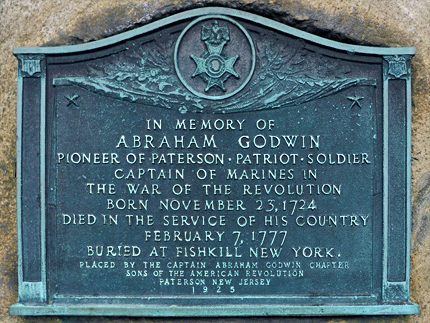 IN MEMORY OF
ABRAHAM GODWIN
PIONEER OF PATERSON · PATRIOT · SOLDIER
CAPTAIN OF MARINES IN
THE WAR OF THE REVOLUTION
BORN NOVEMBER 23, 1724
DIED IN THE SERVICE OF HIS COUNTRY
FEBRUARY 7, 1777
BURIED AT FISHKILL NEW YORK.
PLACED BY THE CAPTAIN ABRAHAM GODWIN CHAPTER
SONS OF THE AMERICAN REVOLUTION
PATERSON NEW JERSEY
1925